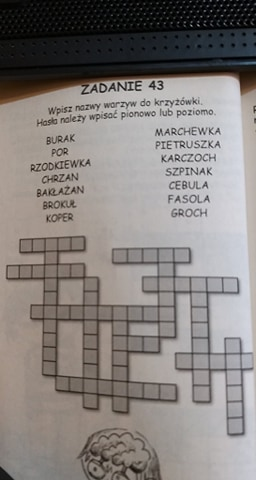 ZADANIE 43
Wpisz nazwy warzyw do krzyżówki.
Hasła należy wpisać pionowo lub poziomo.
BURAK
POR
RZODKIEWKA
CHRZAN
BAKŁAŻAN
BROKUŁ
KOPER
MARCHEWKA
PIETRUSZKA
KARCZOCH
SZPINAK
CEBULA
FASOLA
GROCH